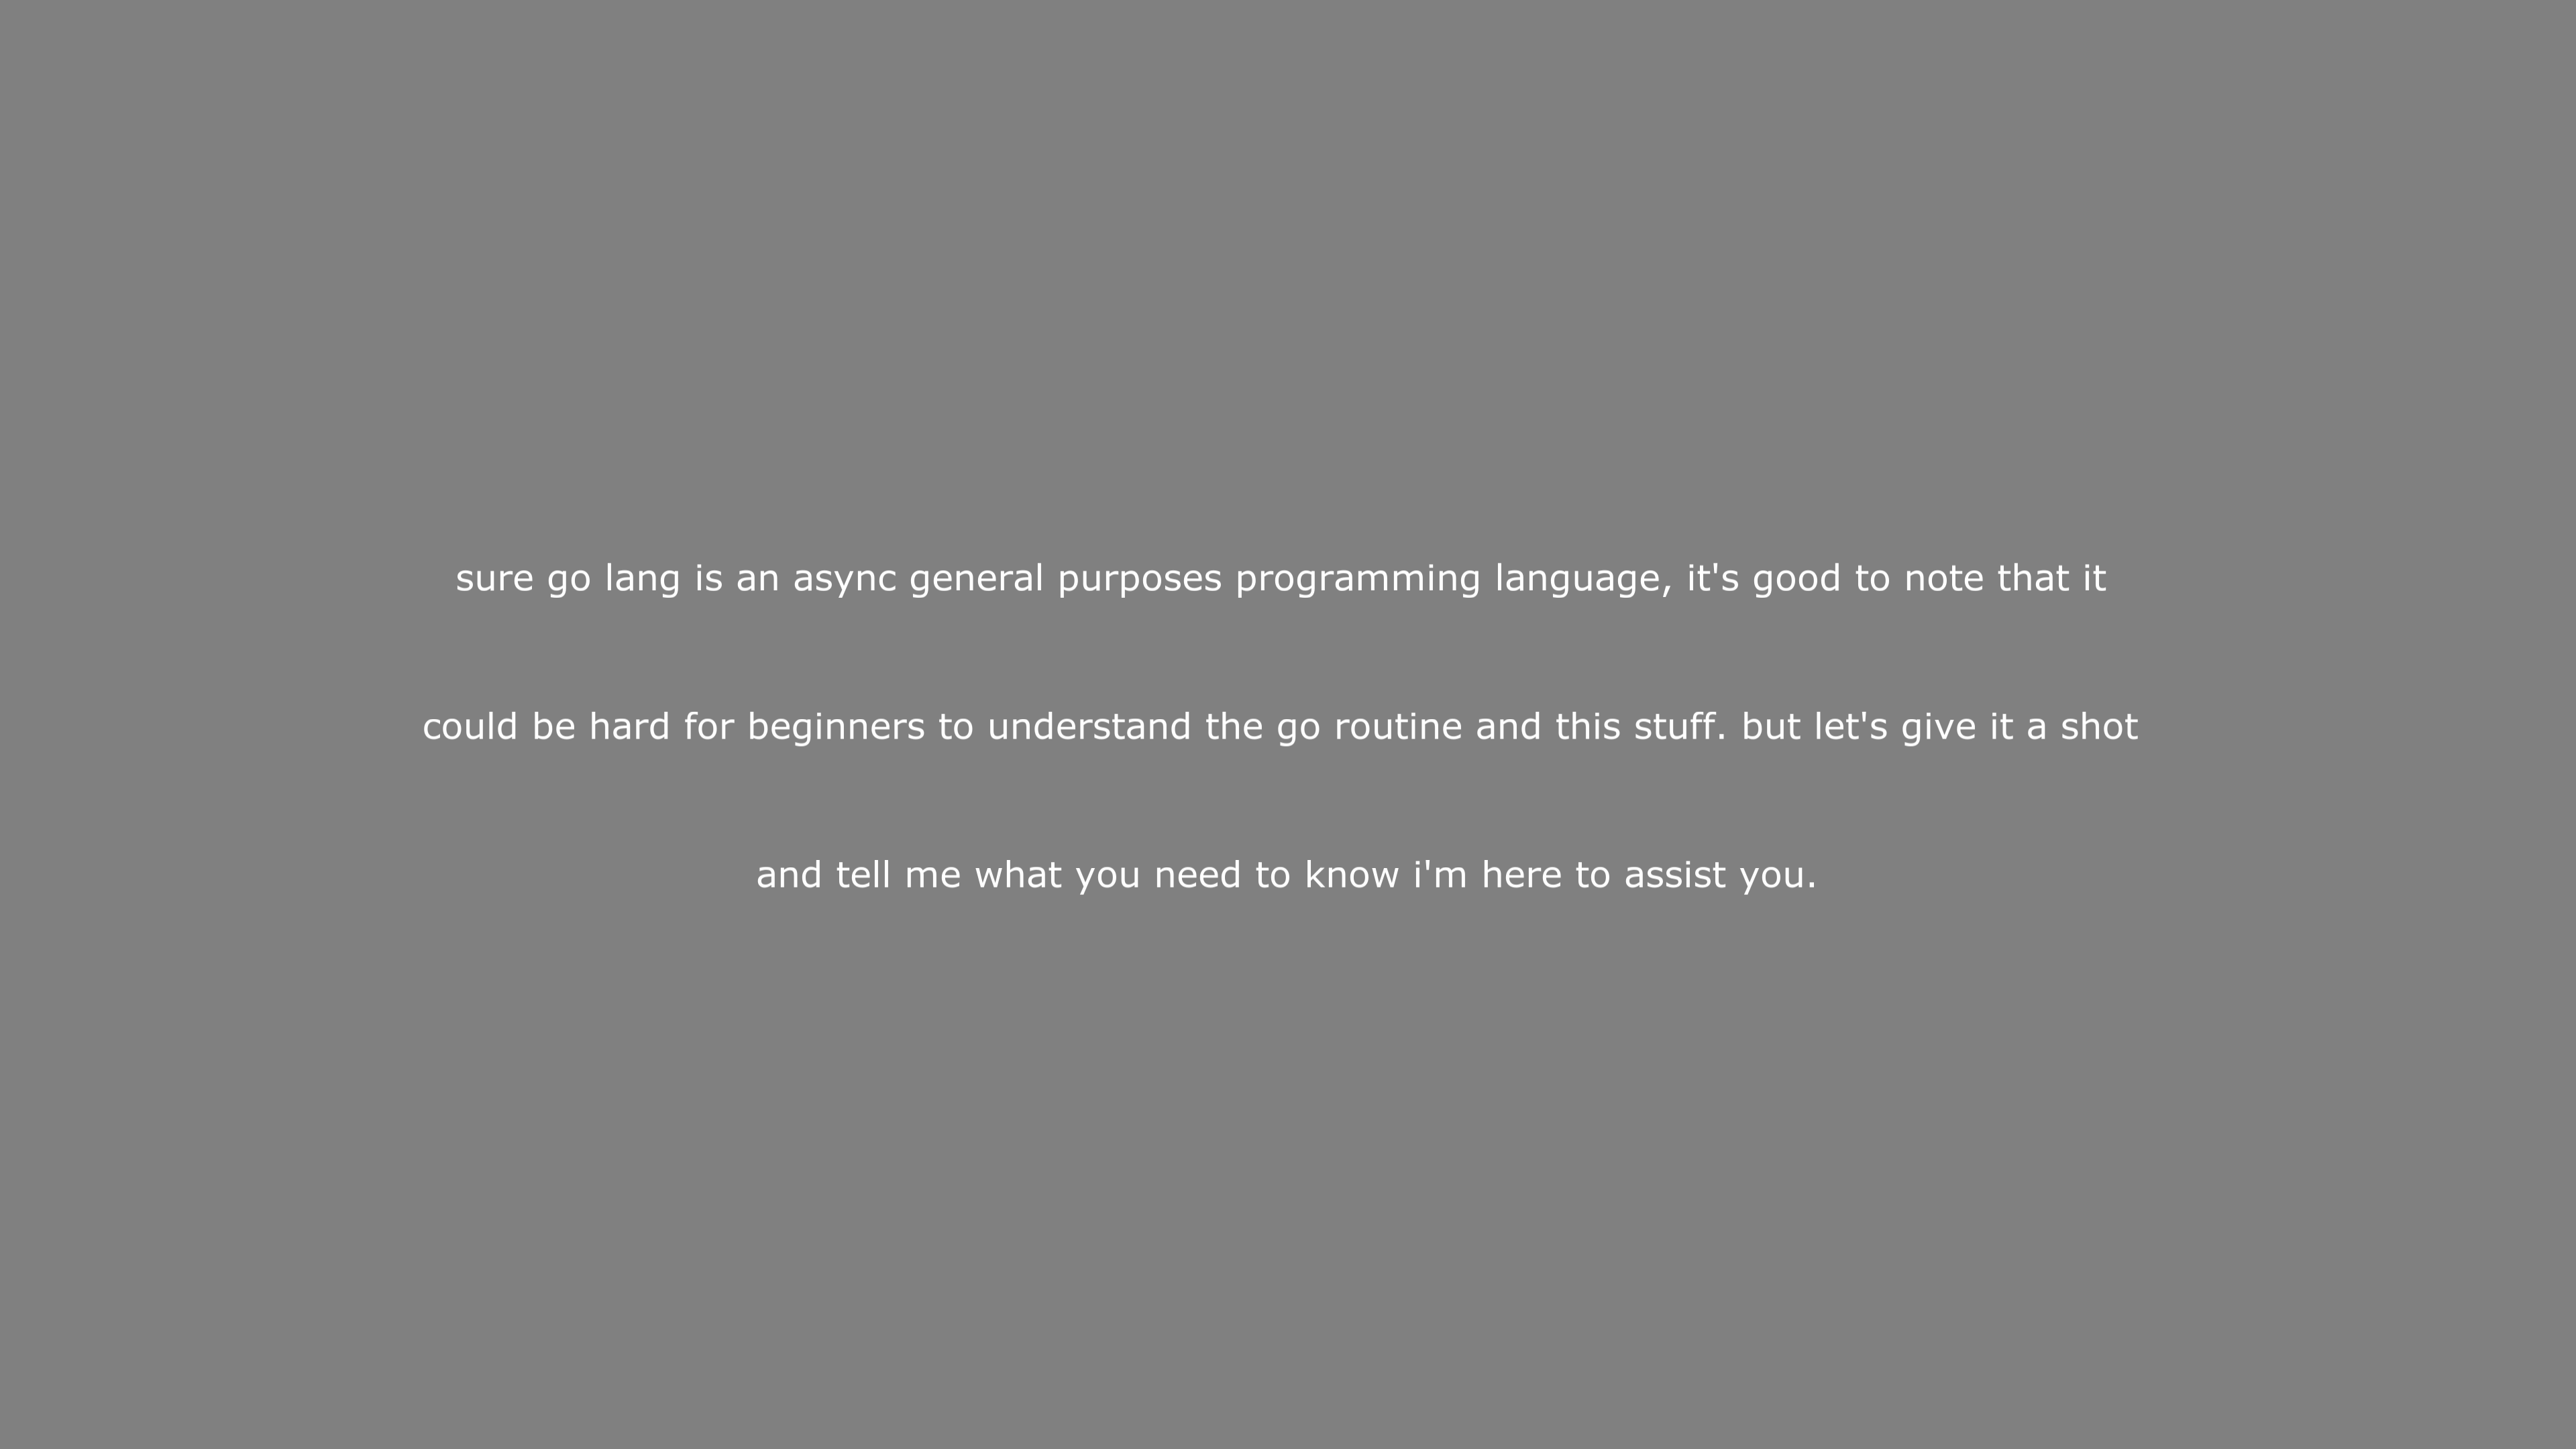 sure go lang is an async general purposes programming language, it's good to note that it
could be hard for beginners to understand the go routine and this stuff. but let's give it a shot
and tell me what you need to know i'm here to assist you.